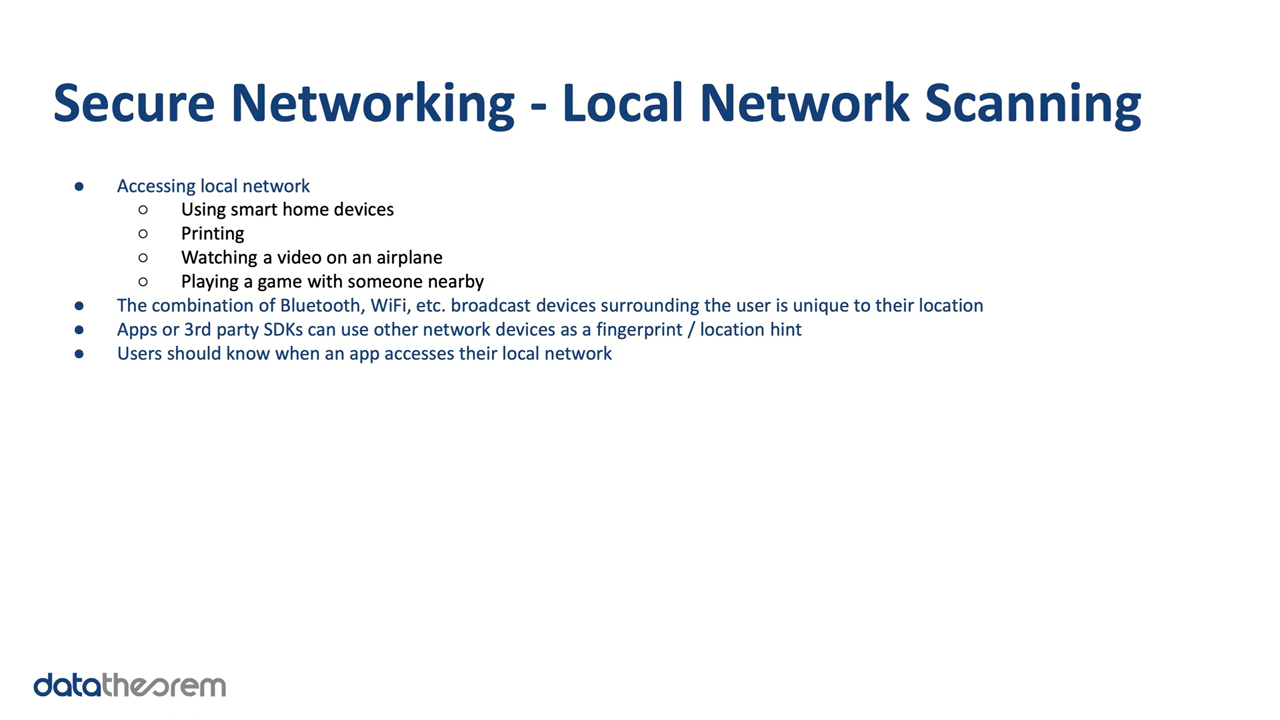 Secure Networking - Local Network Scanning
● Accessing local network
○ Using smart home devices
○ Printing
○ Watching a video on an airplane
○ Playing a game with someone nearby
● The combination of Bluetooth, WiFi, etc. broadcast devices surrounding the user is unique to their location
● Apps or 3rd party SDKs can use other network devices as a fingerprint / location hint
● Users should know when an app accesses their local network
datatheorem